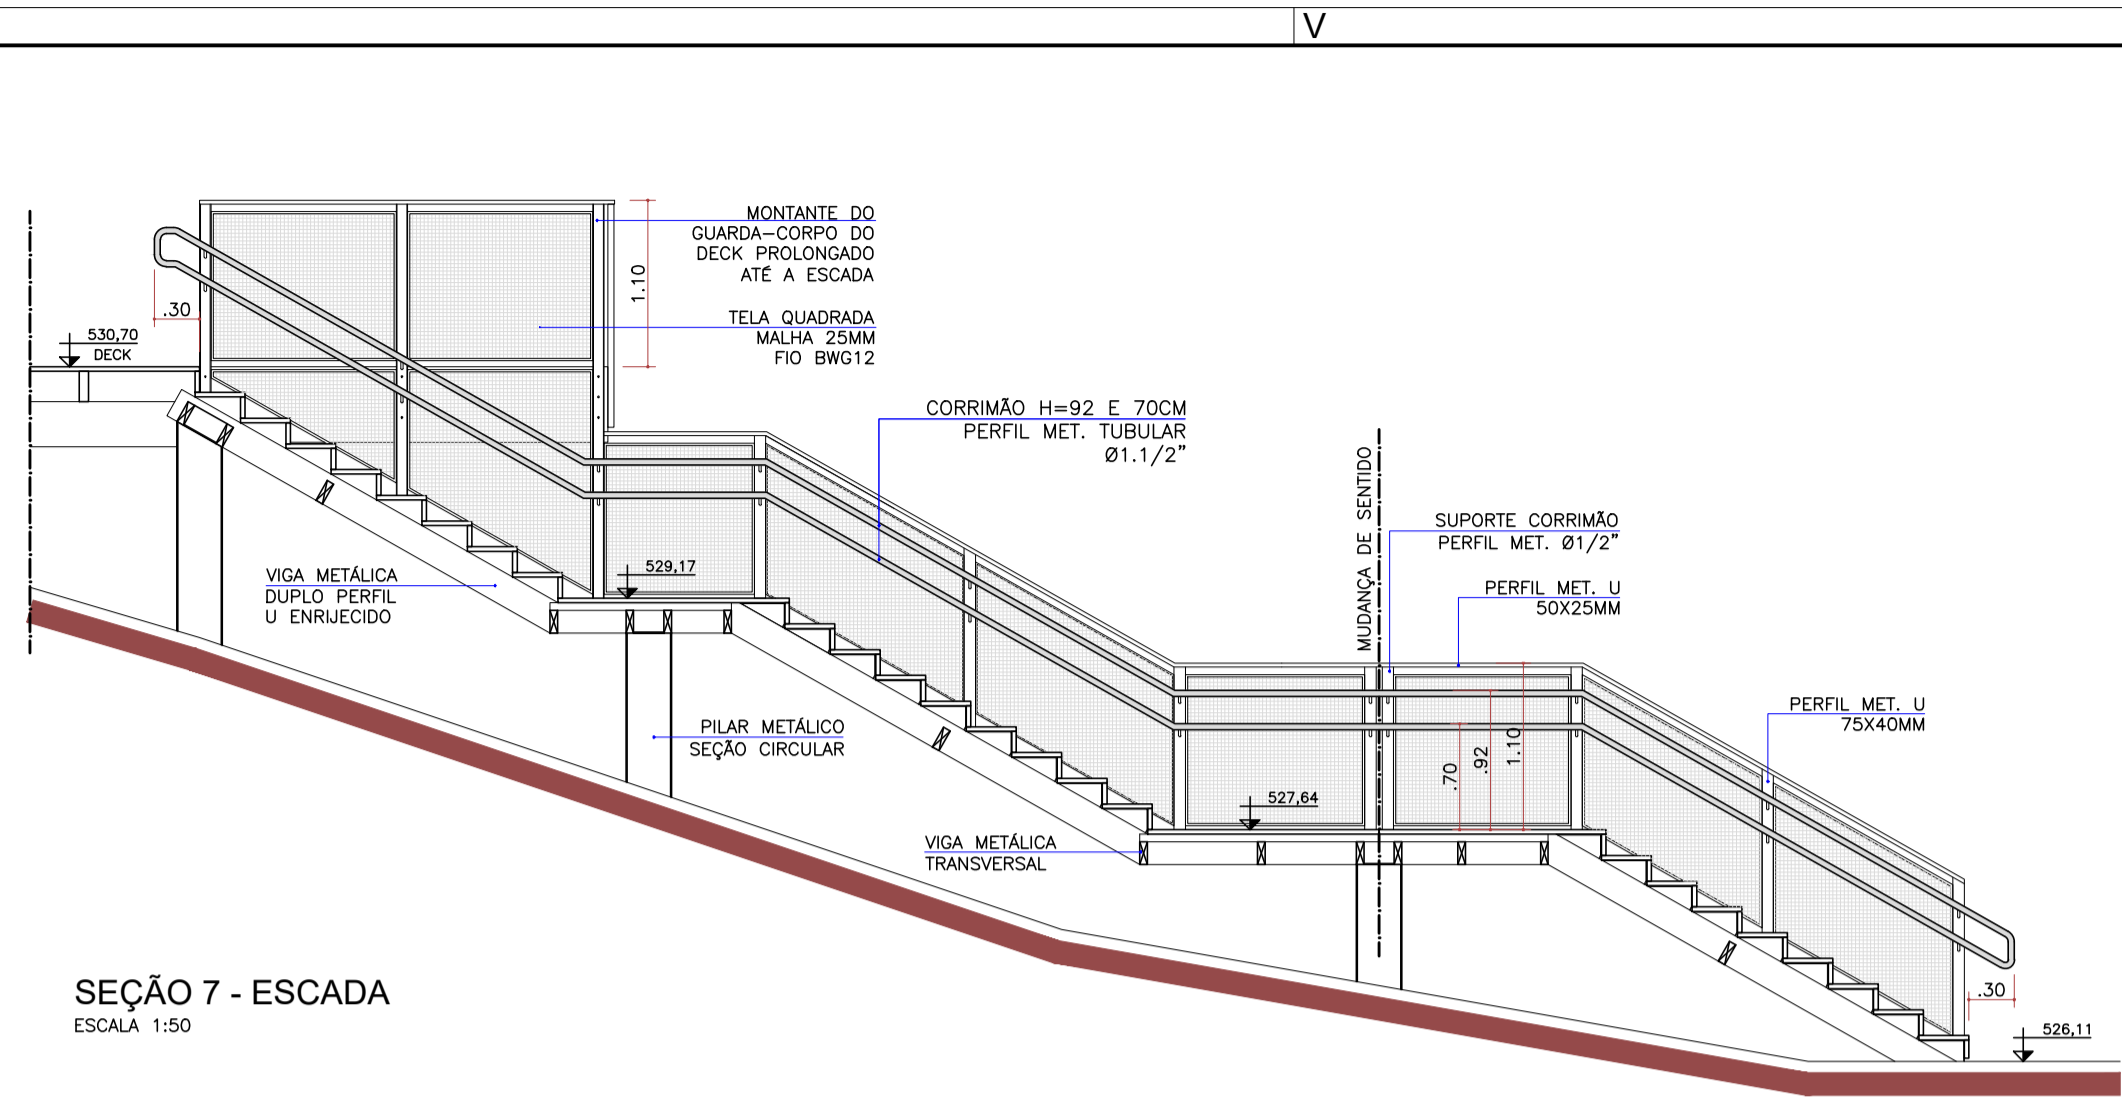 V
MONTANTE DO
GUARDA-CORPO DO
DECK PROLONGADO
ATÉ A ESCADA
1.10
.30
TELA QUADRADA
MALHA 25MM
FIO BWG12
530,70
DECK
CORRIMÃO H=92 E 70CM
PERFIL MET. TUBULAR
Ø1.1/2"
MUDANÇA DE SENTIDO
SUPORTE CORRIMÃO
PERFIL MET. Ø1/2"
529,17
VIGA METÁLICA
DUPLO PERFIL
U ENRIJECIDO
PERFIL MET. U
50X25MM
PERFIL MET. U
75X40MM
PILAR METÁLICO
SEÇÃO CIRCULAR
.70
.92
1.10
527,64
VIGA METÁLICA
TRANSVERSAL
SEÇÃO 7 - ESCADA
ESCALA 1:50
.30
526,11